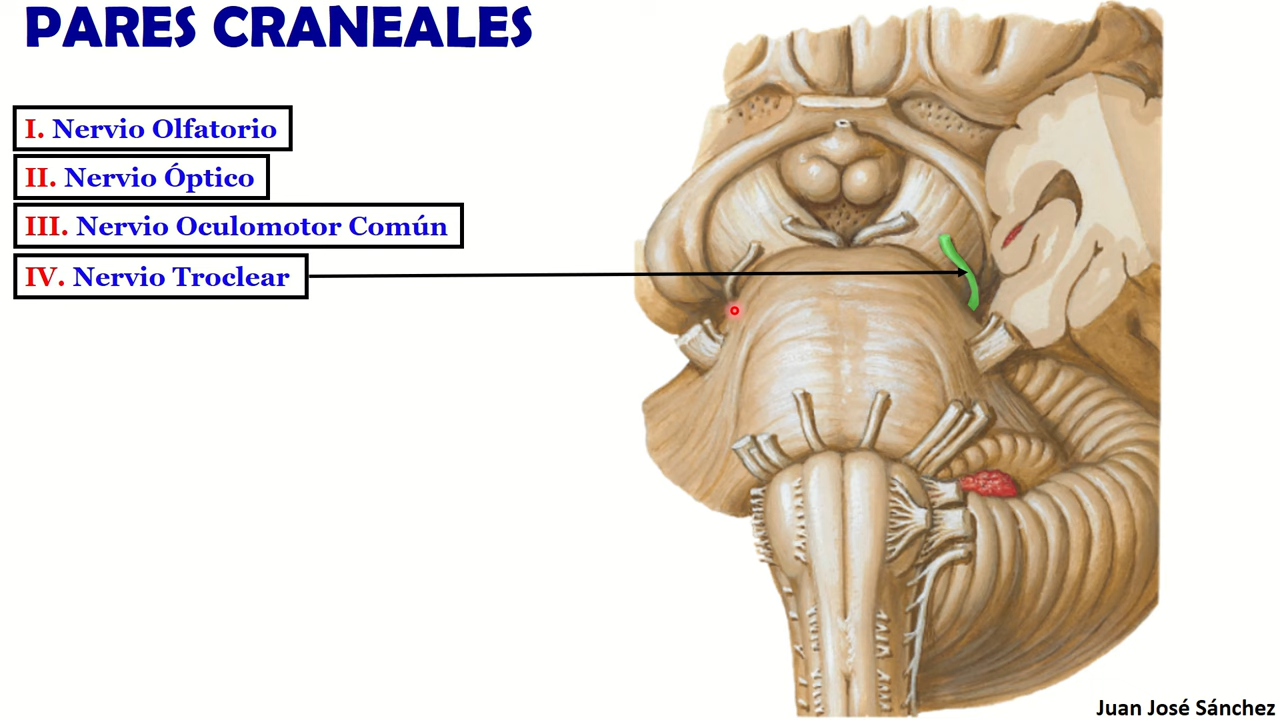 PARES CRANEALES
I. Nervio Olfatorio
II. Nervio Óptico
III. Nervio Oculomotor Común
IV. Nervio Troclear
Juan José Sánchez